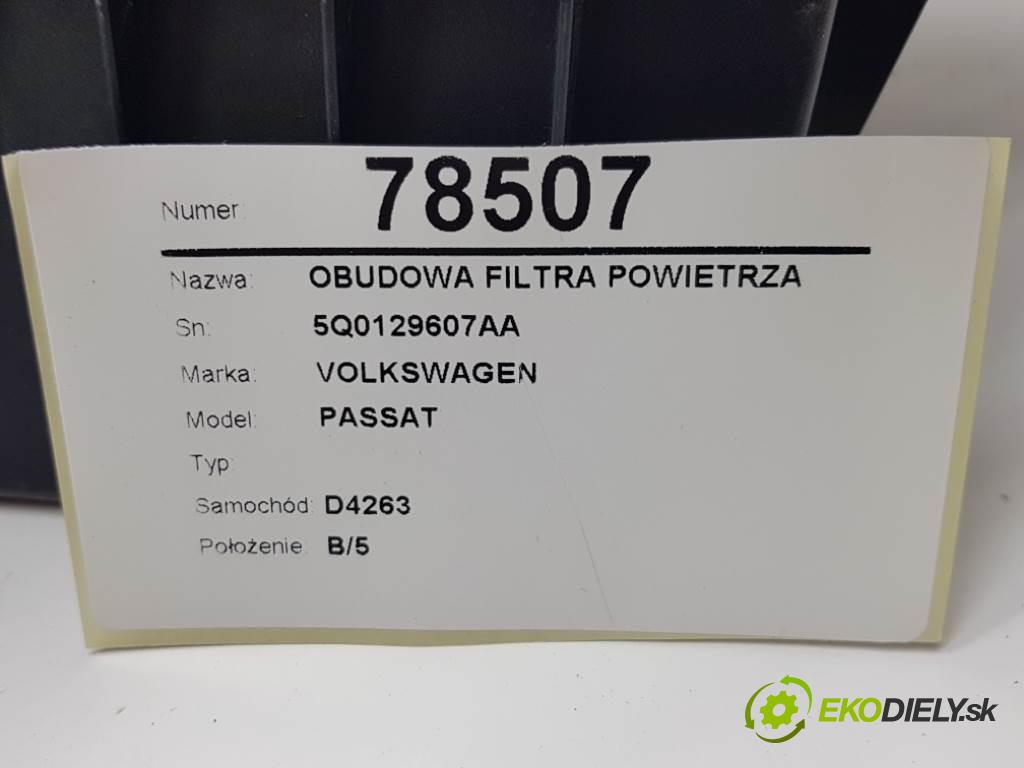 Numer: 78507
Nazwa: OBUDOWA FILTRA POWIETRZA
Sn: 5Q0129607AA
Marka: VOLKSWAGEN
Model: PASSAT
Typ:
Samochód: D4263
Położenie: B/5
EKODIELY.sk